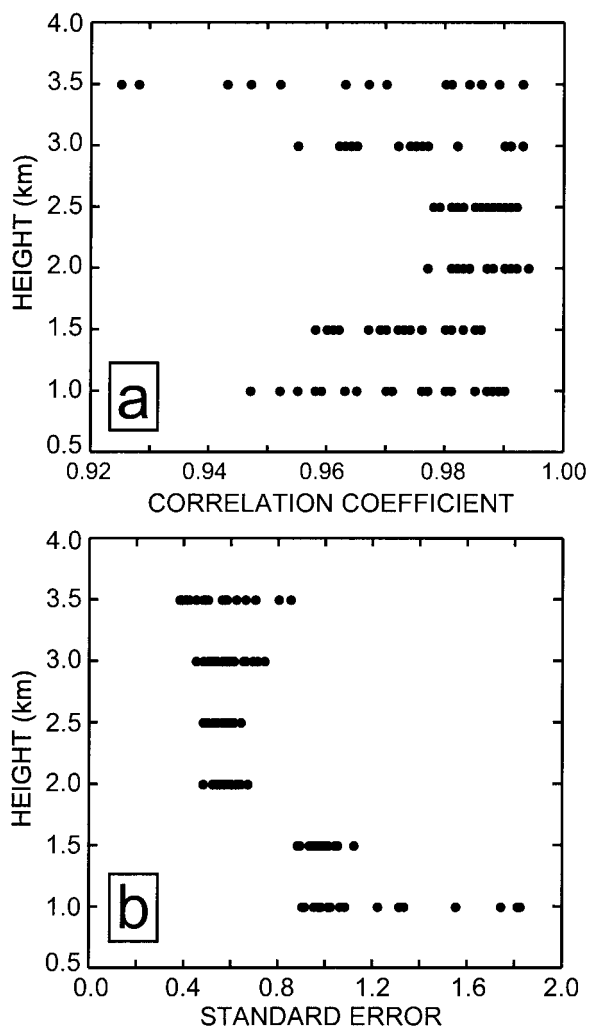 4.0
3.5
3.0
2.5
2.0
1.5
1.0
0.5
HEIGHT (km)
a
0.92 0.94 0.96 0.98 1.00
CORRELATION COEFFICIENT
4.0
3.5
3.0
2.5
2.0
1.5
1.0
0.5
HEIGHT (km)
b
0.0 0.4 0.8 1.2 1.6 2.0
STANDARD ERROR